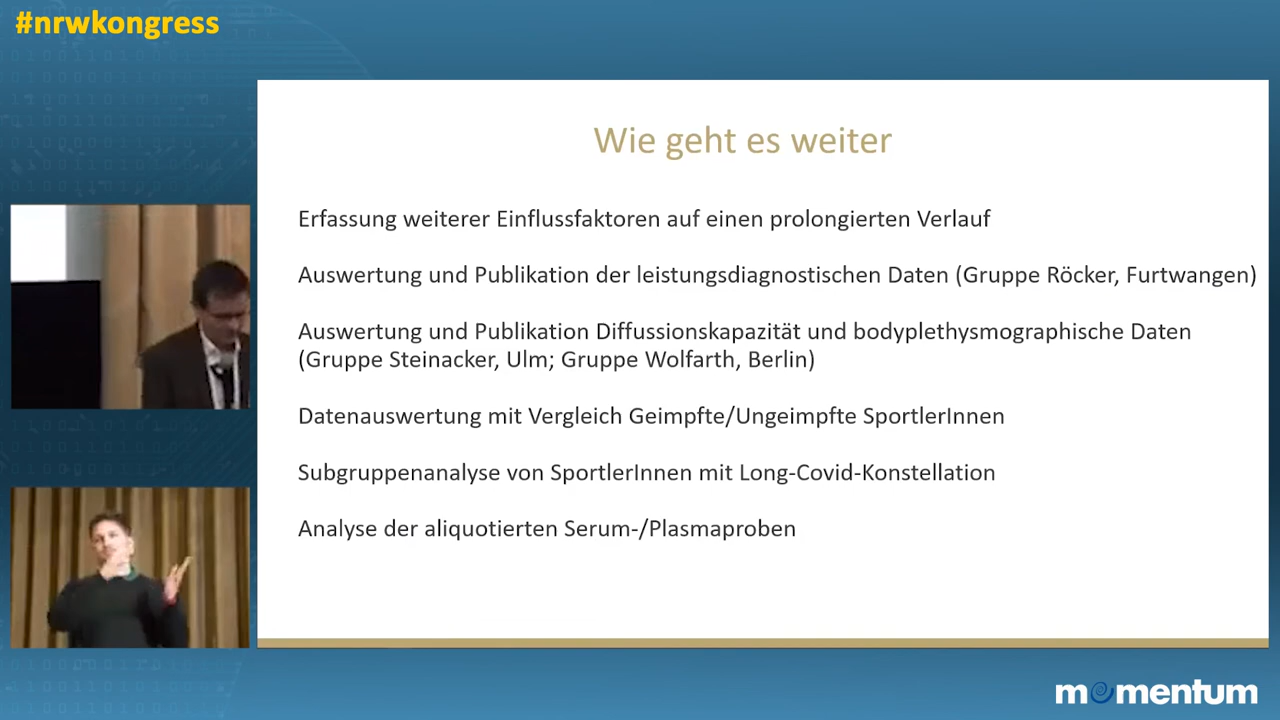 #nrwkongress
Wie geht es weiter
Erfassung weiterer Einflussfaktoren auf einen prolongierten Verlauf
Auswertung und Publikation der leistungsdiagnostischen Daten (Gruppe Röcker, Furtwangen)
Auswertung und Publikation Diffussionskapazität und bodyplethysmographische Daten
(Gruppe Steinacker, Ulm; Gruppe Wolfarth, Berlin)
Datenauswertung mit Vergleich Geimpfte/Ungeimpfte SportlerInnen
Subgruppenanalyse von SportlerInnen mit Long-Covid-Konstellation
Analyse der aliquotierten Serum-/Plasmaproben
momentum